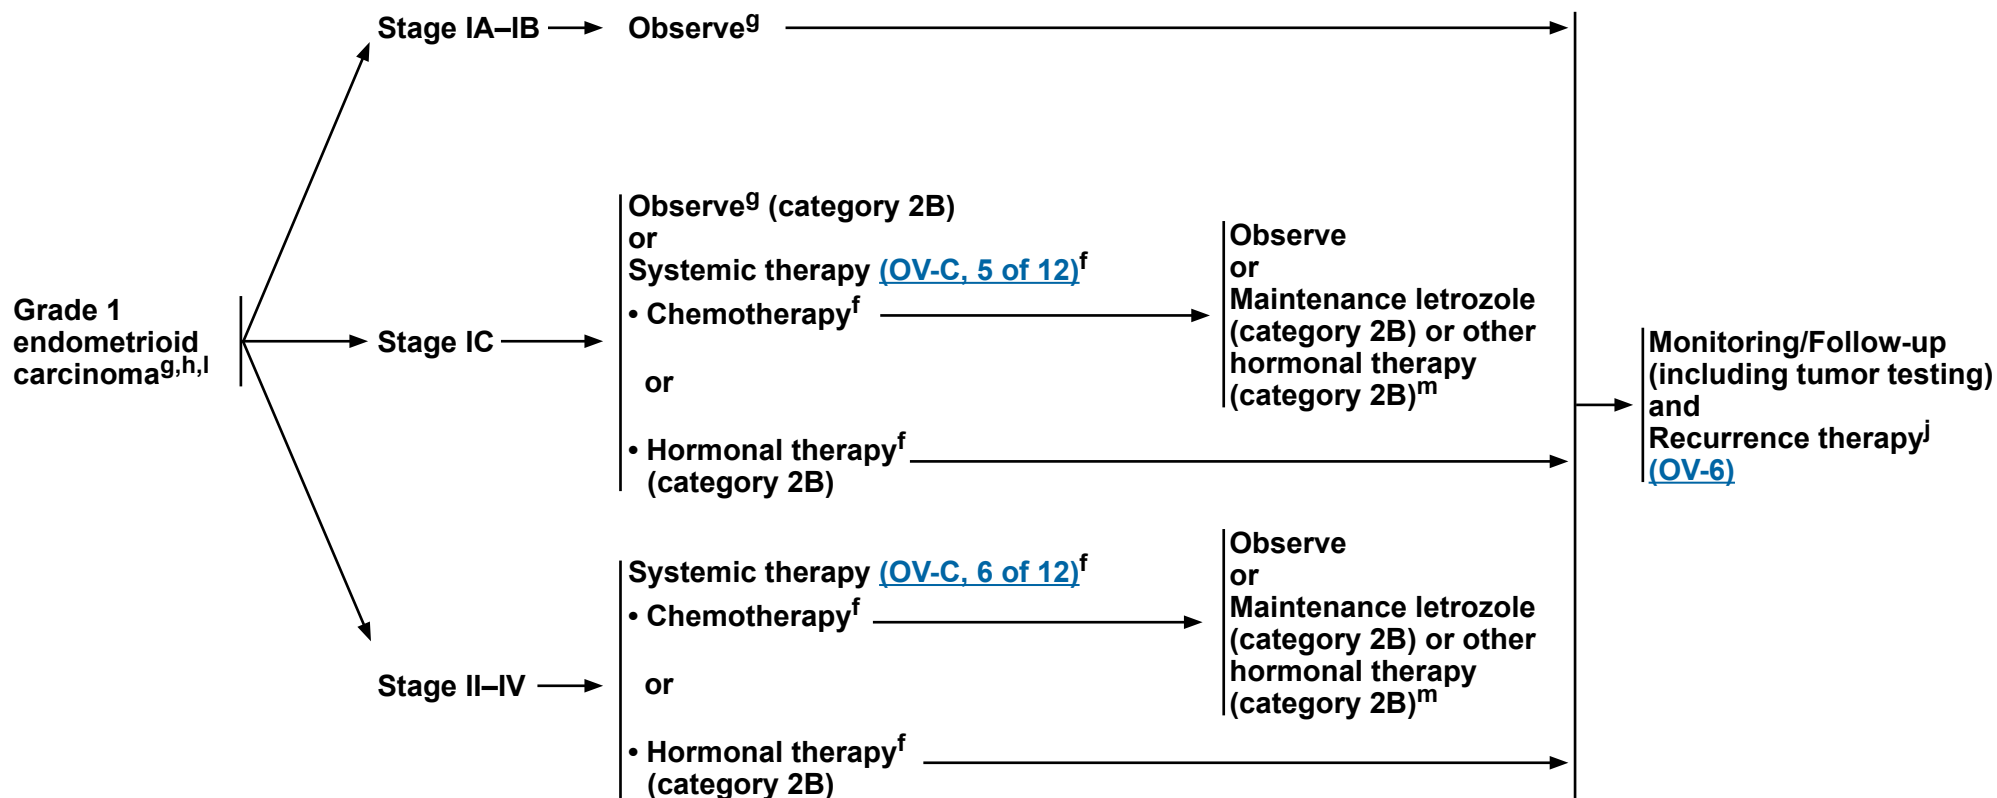 Grade 1
endometrioid
carcinomag,h,l
Stage IA–IB
Observeg
Stage IC
Observeg (category 2B)
or
Systemic therapy (OV-C, 5 of 12)f
• Chemotherapyf
or
• Hormonal therapyf
(category 2B)
Observe
or
Maintenance letrozole
(category 2B) or other
hormonal therapy
(category 2B)m
Stage II–IV
Systemic therapy (OV-C, 6 of 12)f
• Chemotherapyf
or
• Hormonal therapyf
(category 2B)
Observe
or
Maintenance letrozole
(category 2B) or other
hormonal therapy
(category 2B)m
Monitoring/Follow-up
(including tumor testing)
and
Recurrence therapyj
(OV-6)